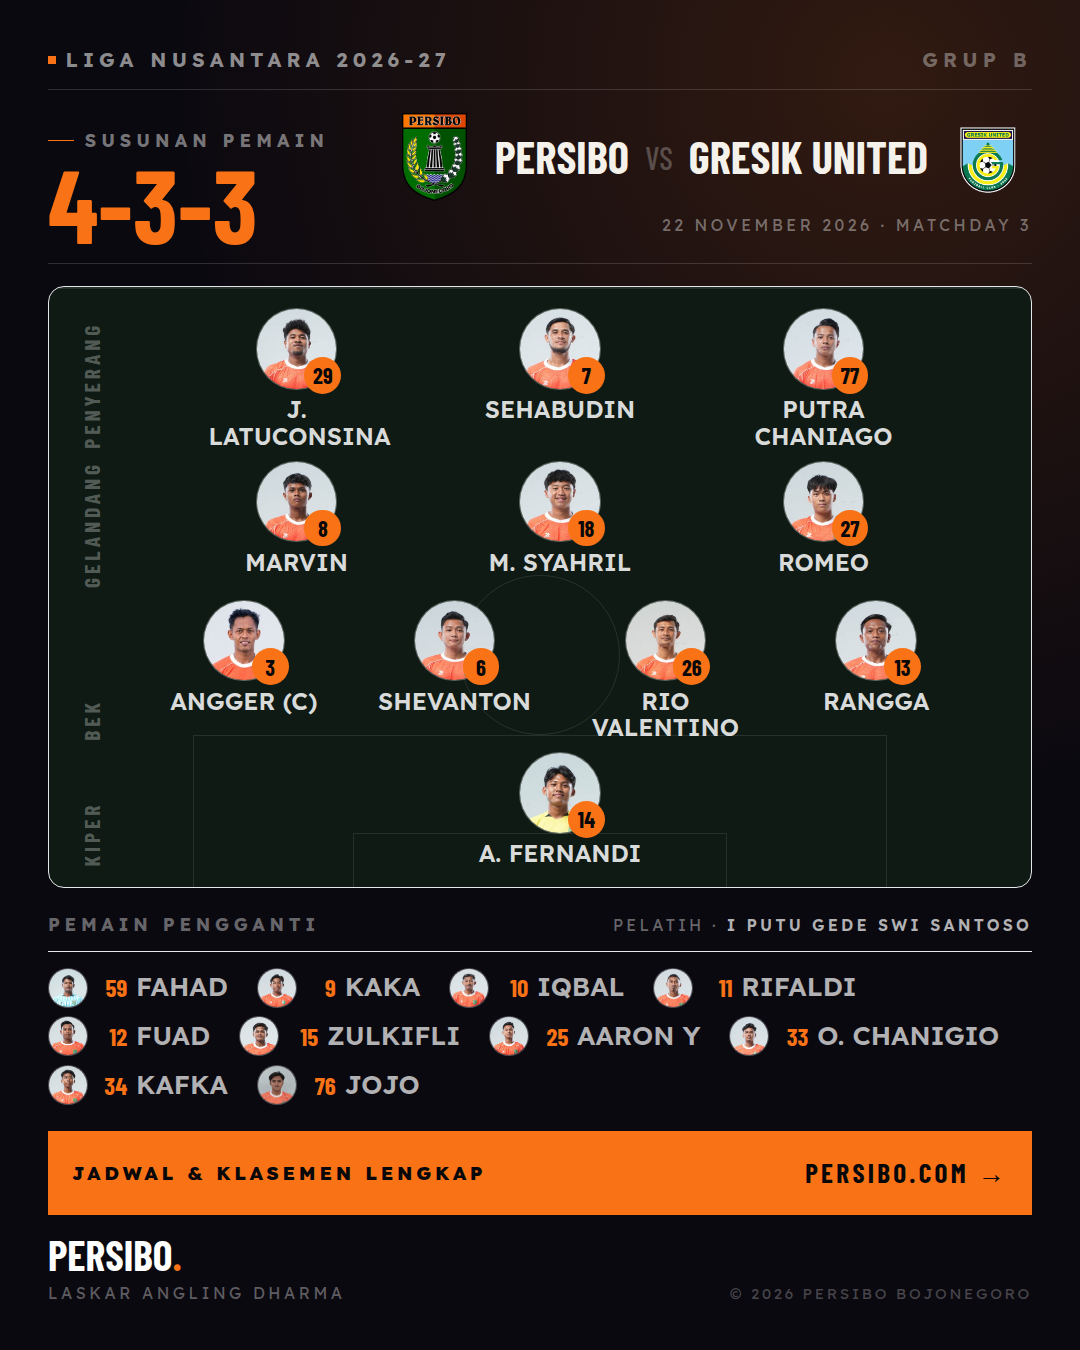 LIGA NUSANTARA 2026-27
GRUP B
SUSUNAN PEMAIN
4-3-3
PERSIBO
PERSIBO VS GRESIK UNITED
GRESIK UNITED
22 NOVEMBER 2026 · MATCHDAY 3
PENYERANG
29
J.
LATUCONSINA
7
SEHABUDIN
77
PUTRA
CHANIAGO
GELANDANG
8
MARVIN
18
M. SYAHRIL
27
ROMEO
BEK
3
ANGGER (C)
6
SHEVANTON
26
RIO
VALENTINO
13
RANGGA
KIPER
14
A. FERNANDI
PEMAIN PENGGANTI
PELATIH · I PUTU GEDE SWI SANTOSO
59 FAHAD 9 KAKA 10 IQBAL 11 RIFALDI
12 FUAD 15 ZULKIFLI 25 AARON Y 33 O. CHANIGIO
34 KAFKA 76 JOJO
JADWAL & KLASEMEN LENGKAP
PERSIBO.COM →
PERSIBO.
LASKAR ANGLING DHARMA
© 2026 PERSIBO BOJONEGORO